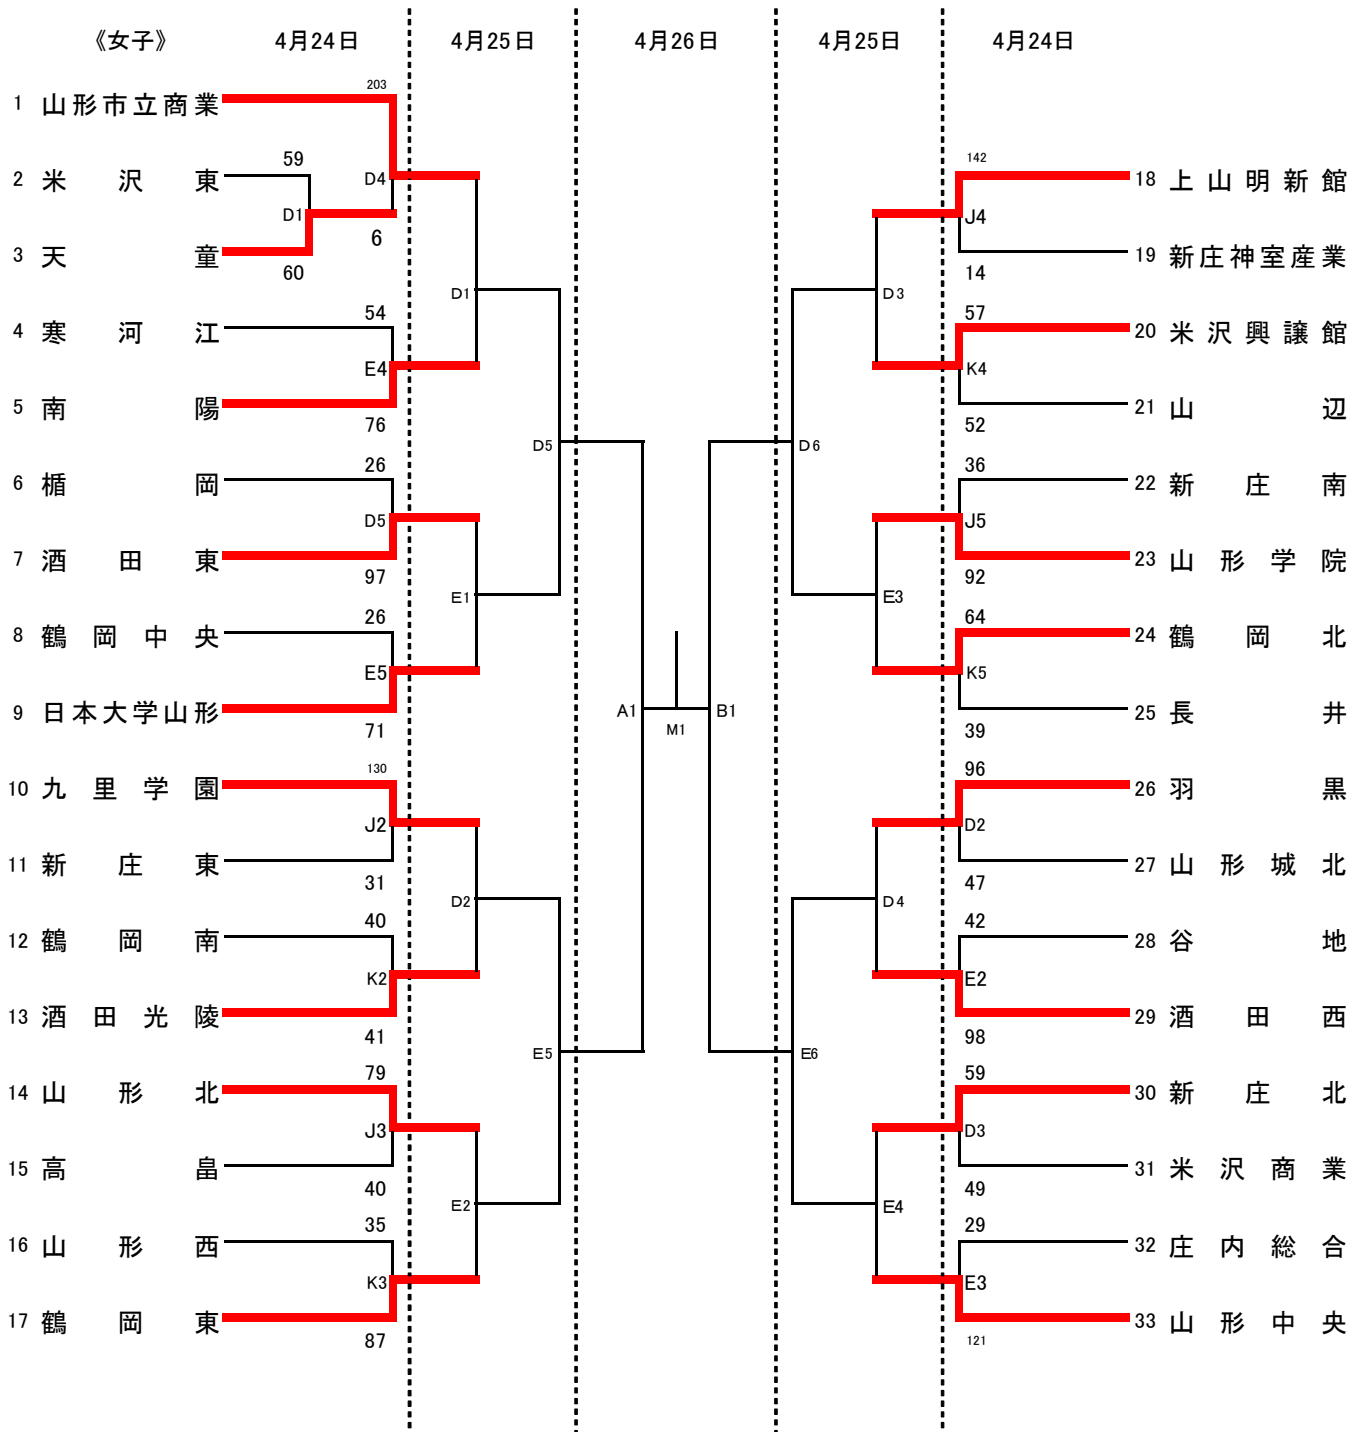 《女子》 4月24日 4月25日 4月26日 4月25日 4月24日
203
1 山形市立商業
59 142
2 米沢東 D4 18 上山明新館
D1 J4
6
3 天童 19 新庄神室産業
60 14
D1 D3
54 57
4 寒河江 20 米沢興譲館
E4 K4
5 南陽 21 山辺
76 52
D5 D6
26 36
6 楯岡 22 新庄南
D5 J5
7 酒田東 23 山形学院
97 92
E1 E3
26 64
8 鶴岡中央 24 鶴岡北
E5 K5
9 日本大学山形 A1 B1 25 長井
71 M1 39
130 96
10 九里学園 26 羽黒
J2 D2
11 新庄東 27 山形城北
31 47
D2 D4
40 42
12 鶴岡南 28 谷地
K2 E2
13 酒田光陵 29 酒田西
41 98
E5 E6
79 59
14 山形北 30 新庄北
J3 D3
15 高畠 31 米沢商業
40 49
E2 E4
35 29
16 山形西 32 庄内総合
K3 E3
17 鶴岡東 33 山形中央
87 121